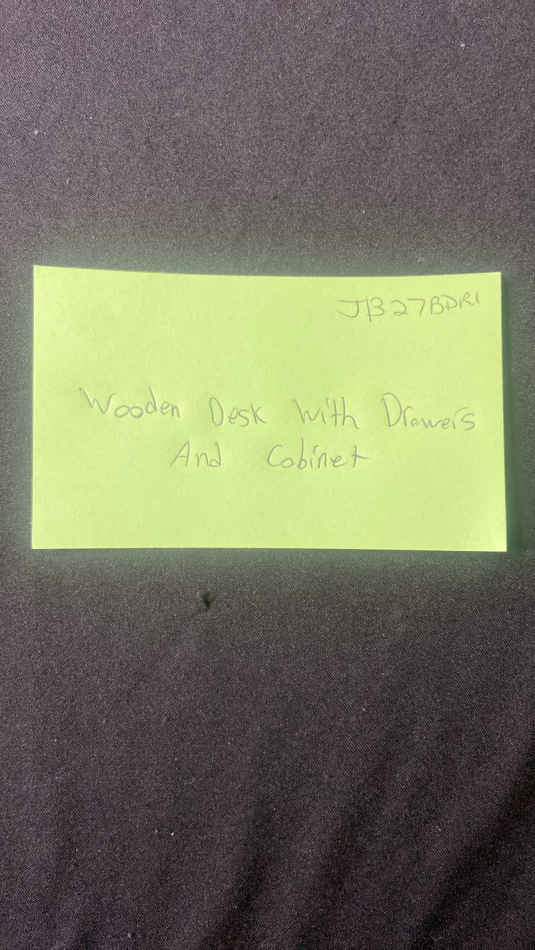 JB27BDR1
Wooden Desk With Drawers
And Cabinet